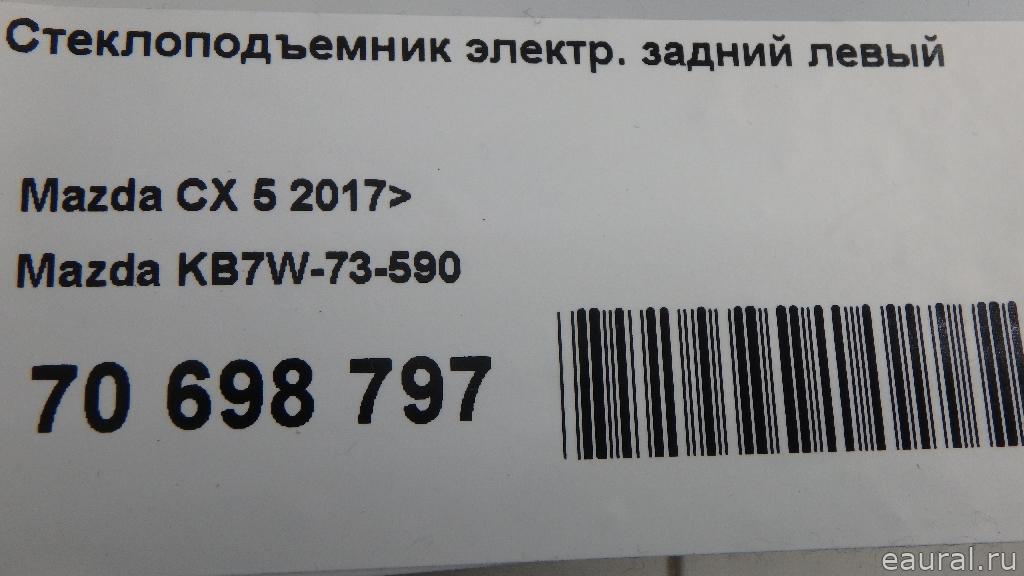 Стеклоподъемник электр. задний левый
Mazda CX 5 2017>
Mazda KB7W-73-590
70 698 797
eaural.ru